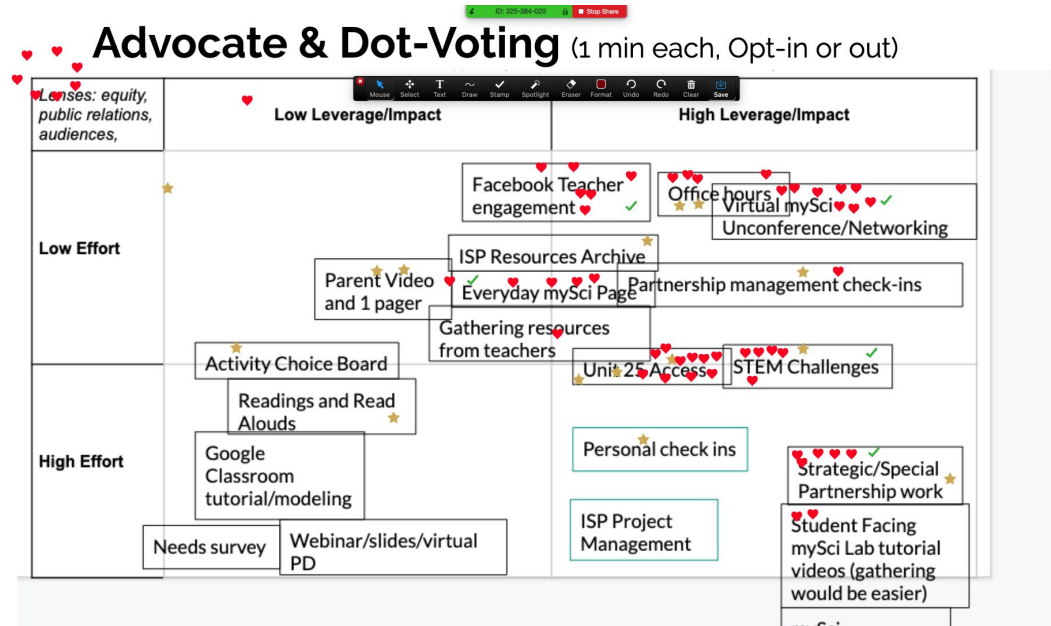 ID: 325-384-020 Stop Share
Advocate & Dot-Voting (1 min each, Opt-in or out)
Mouse Select Text Draw Stamp Spotlight Eraser Format Undo Redo Clear Save
Lenses: equity,
public relations,
audiences,
Low Leverage/Impact
High Leverage/Impact
Low Effort
Facebook Teacher
engagement
Office hours
Virtual mySci
Unconference/Networking
ISP Resources Archive
Parent Video
and 1 pager
Everyday mySci Page
Partnership management check-ins
Gathering resources
from teachers
Activity Choice Board
Unit 25 Access
STEM Challenges
Readings and Read
Alouds
High Effort
Google
Classroom
tutorial/modeling
Personal check ins
Strategic/Special
Partnership work
Needs survey
Webinar/slides/virtual
PD
ISP Project
Management
Student Facing
mySci Lab tutorial
videos (gathering
would be easier)